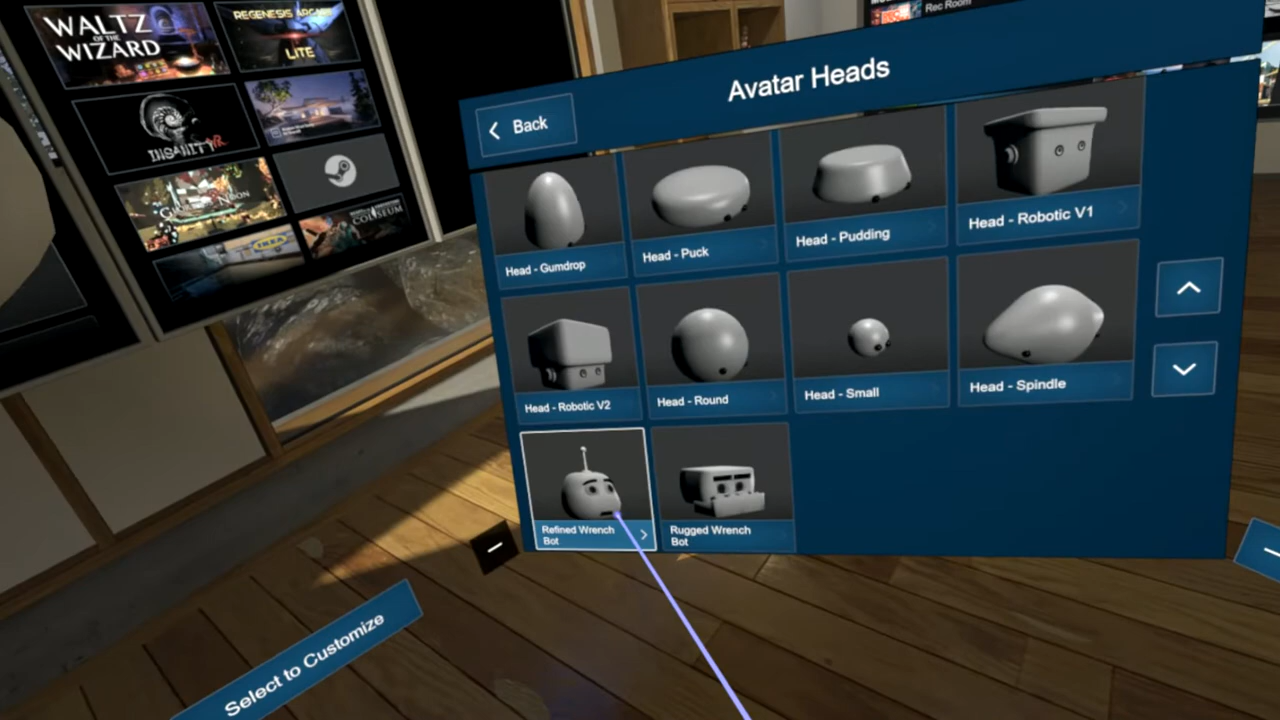 WALTZ
OF THE
WIZARD
REGENESIS ARCADE
LITE
INSANITY VR
IKEA
COLISEUM
Rec Room
Avatar Heads
Back
Head - Gumdrop
Head - Puck
Head - Pudding
Head - Robotic V1
Head - Robotic V2
Head - Round
Head - Small
Head - Spindle
Refined Wrench
Bot
Rugged Wrench
Bot
Select to Customize